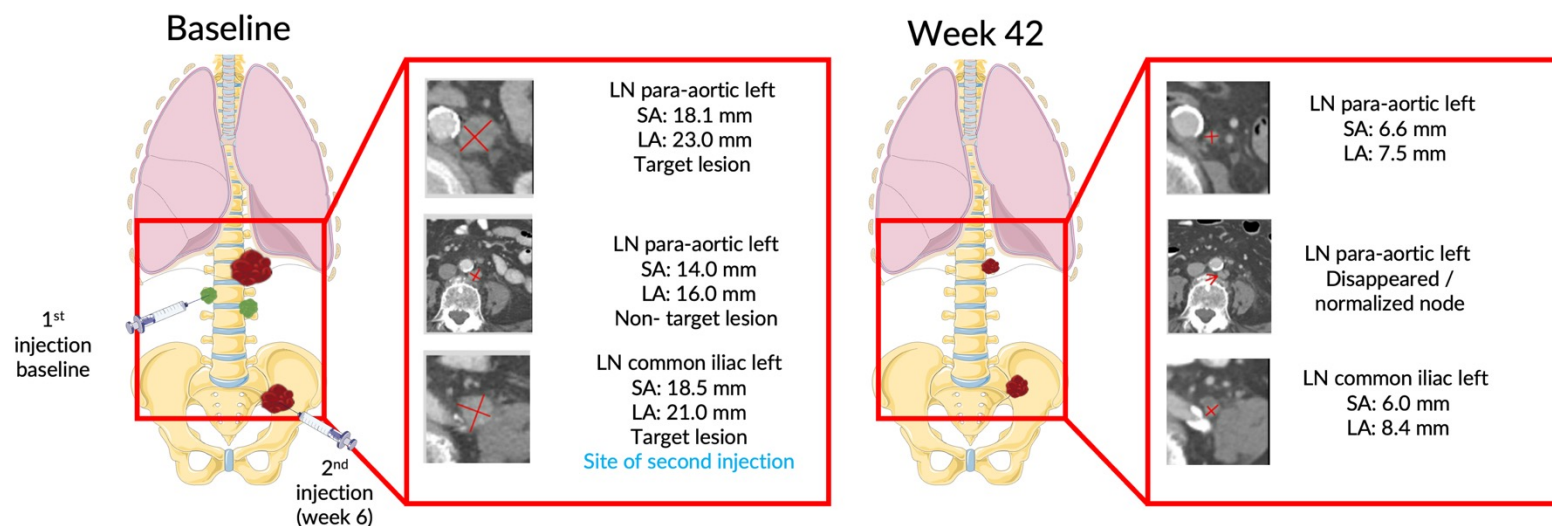 Baseline
LN para-aortic left
SA: 18.1 mm
LA: 23.0 mm
Target lesion
LN para-aortic left
SA: 14.0 mm
LA: 16.0 mm
Non- target lesion
LN common iliac left
SA: 18.5 mm
LA: 21.0 mm
Target lesion
Site of second injection
1st
injection
baseline
2nd
injection
(week 6)
Week 42
LN para-aortic left
SA: 6.6 mm
LA: 7.5 mm
LN para-aortic left
Disappeared /
normalized node
LN common iliac left
SA: 6.0 mm
LA: 8.4 mm